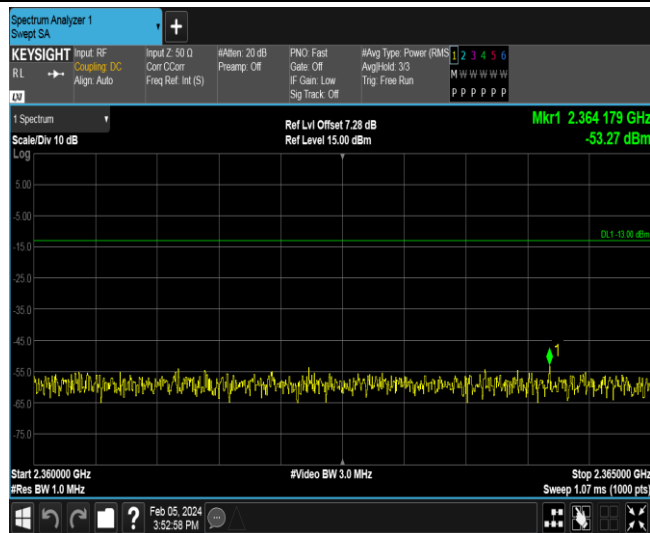 Spectrum Analyzer 1
Swept SA
+
KEYSIGHT
RL
Input: RF
Coupling: DC
Align: Auto
Input Z: 50 Ω
Corr CCorr
Freq Ref: Int (S)
#Atten: 20 dB
Preamp: Off
PNO: Fast
Gate: Off
IF Gain: Low
Sig Track: Off
#Avg Type: Power (RMS
Avg|Hold: 3/3
Trig: Free Run
1 2 3 4 5 6
M W W W W W
P P P P P P
LXI
1 Spectrum
Scale/Div 10 dB
Ref Lvl Offset 7.28 dB
Ref Level 15.00 dBm
Mkr1 2.364 179 GHz
-53.27 dBm
Log
5.00
-5.00
DL1 -13.00 dBm
-15.0
-25.0
-35.0
-45.0
1
-55.0
-65.0
-75.0
Start 2.360000 GHz
#Video BW 3.0 MHz
Stop 2.365000 GHz
#Res BW 1.0 MHz
Sweep 1.07 ms (1000 pts)
?
Feb 05, 2024
3:52:58 PM